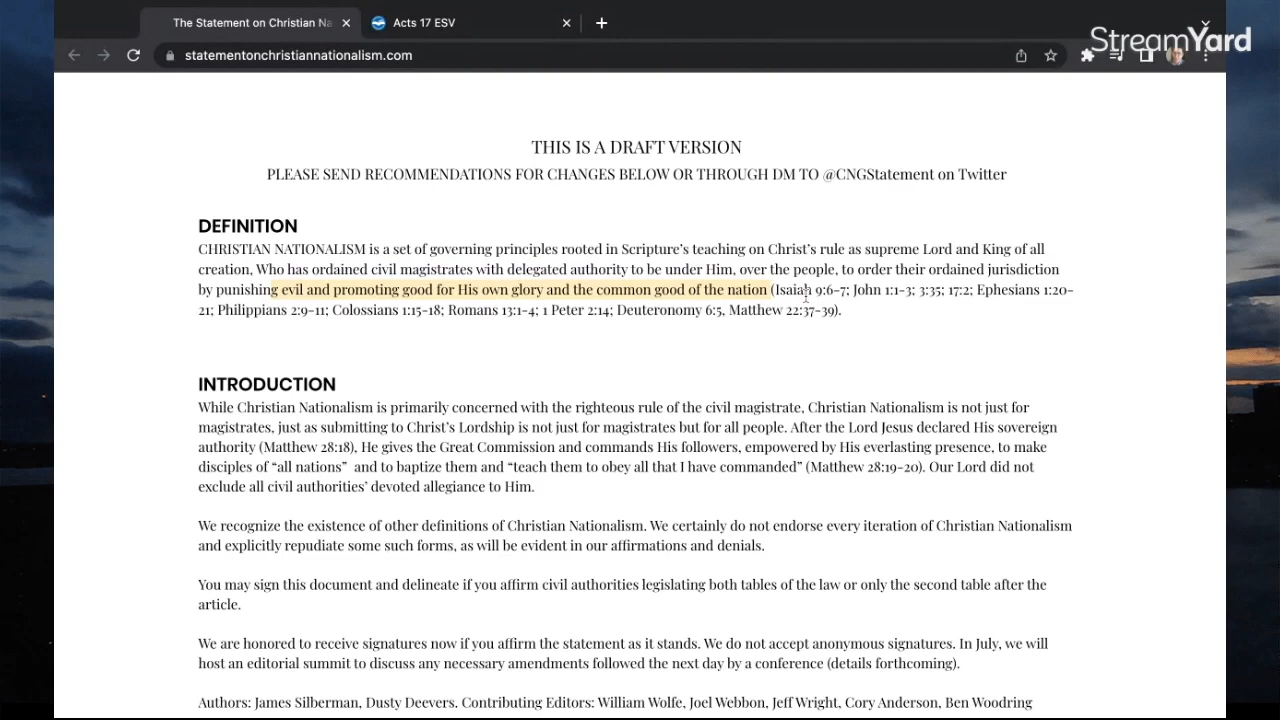 The Statement on Christian Na
Acts 17 ESV
StreamYard
statementonchristiannationalism.com
THIS IS A DRAFT VERSION
PLEASE SEND RECOMMENDATIONS FOR CHANGES BELOW OR THROUGH DM TO @CNGStatement on Twitter
DEFINITION
CHRISTIAN NATIONALISM is a set of governing principles rooted in Scripture’s teaching on Christ’s rule as supreme Lord and King of all
creation, Who has ordained civil magistrates with delegated authority to be under Him, over the people, to order their ordained jurisdiction
by punishing evil and promoting good for His own glory and the common good of the nation (Isaiah 9:6-7; John 1:1-3; 3:35; 17:2; Ephesians 1:20-
21; Philippians 2:9-11; Colossians 1:15-18; Romans 13:1-4; 1 Peter 2:14; Deuteronomy 6:5, Matthew 22:37-39).
INTRODUCTION
While Christian Nationalism is primarily concerned with the righteous rule of the civil magistrate, Christian Nationalism is not just for
magistrates, just as submitting to Christ’s Lordship is not just for magistrates but for all people. After the Lord Jesus declared His sovereign
authority (Matthew 28:18), He gives the Great Commission and commands His followers, empowered by His everlasting presence, to make
disciples of “all nations” and to baptize them and “teach them to obey all that I have commanded” (Matthew 28:19-20). Our Lord did not
exclude all civil authorities’ devoted allegiance to Him.
We recognize the existence of other definitions of Christian Nationalism. We certainly do not endorse every iteration of Christian Nationalism
and explicitly repudiate some such forms, as will be evident in our affirmations and denials.
You may sign this document and delineate if you affirm civil authorities legislating both tables of the law or only the second table after the
article.
We are honored to receive signatures now if you affirm the statement as it stands. We do not accept anonymous signatures. In July, we will
host an editorial summit to discuss any necessary amendments followed the next day by a conference (details forthcoming).
Authors: James Silberman, Dusty Deevers. Contributing Editors: William Wolfe, Joel Webbon, Jeff Wright, Cory Anderson, Ben Woodring